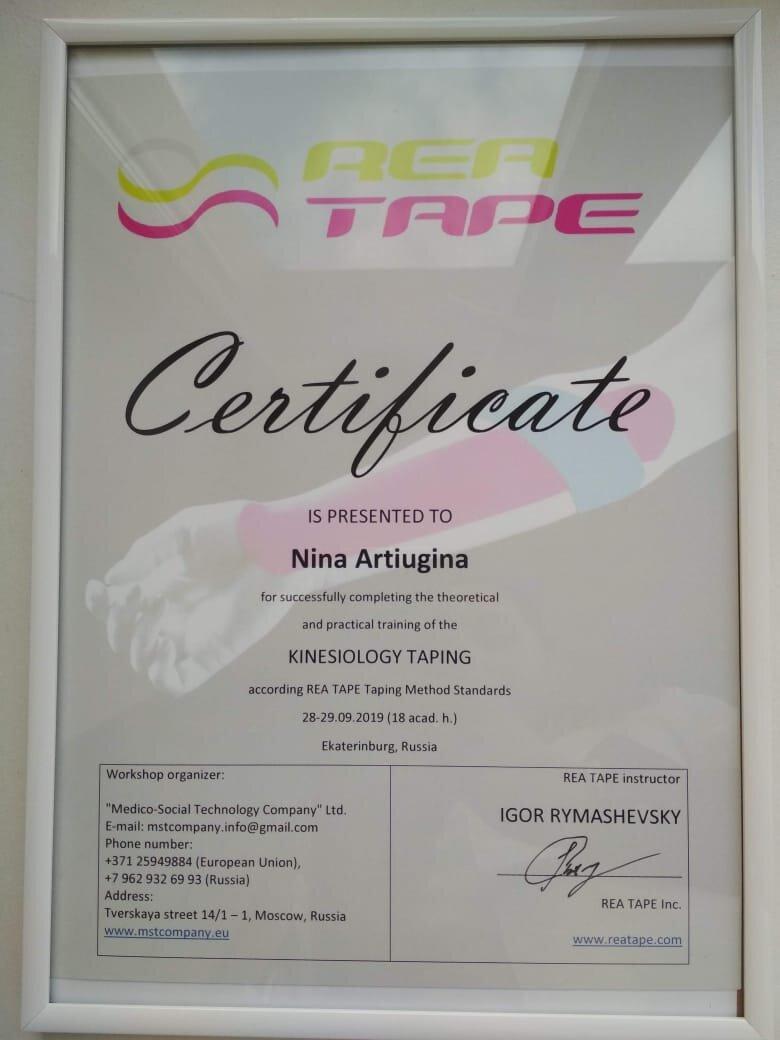 REA
TAPE
Certificate
IS PRESENTED TO
Nina Artiugina
for successfully completing the theoretical
and practical training of the
KINESIOLOGY TAPING
according REA TAPE Taping Method Standards
28-29.09.2019 (18 acad. h.)
Ekaterinburg, Russia
Workshop organizer:
"Medico-Social Technology Company" Ltd.
E-mail: mstcompany.info@gmail.com
Phone number:
+371 25949884 (European Union),
+7 962 932 69 93 (Russia)
Address:
Tverskaya street 14/1 – 1, Moscow, Russia
www.mstcompany.eu
REA TAPE instructor
IGOR RYMASHEVSKY
REA TAPE Inc.
www.reatape.com